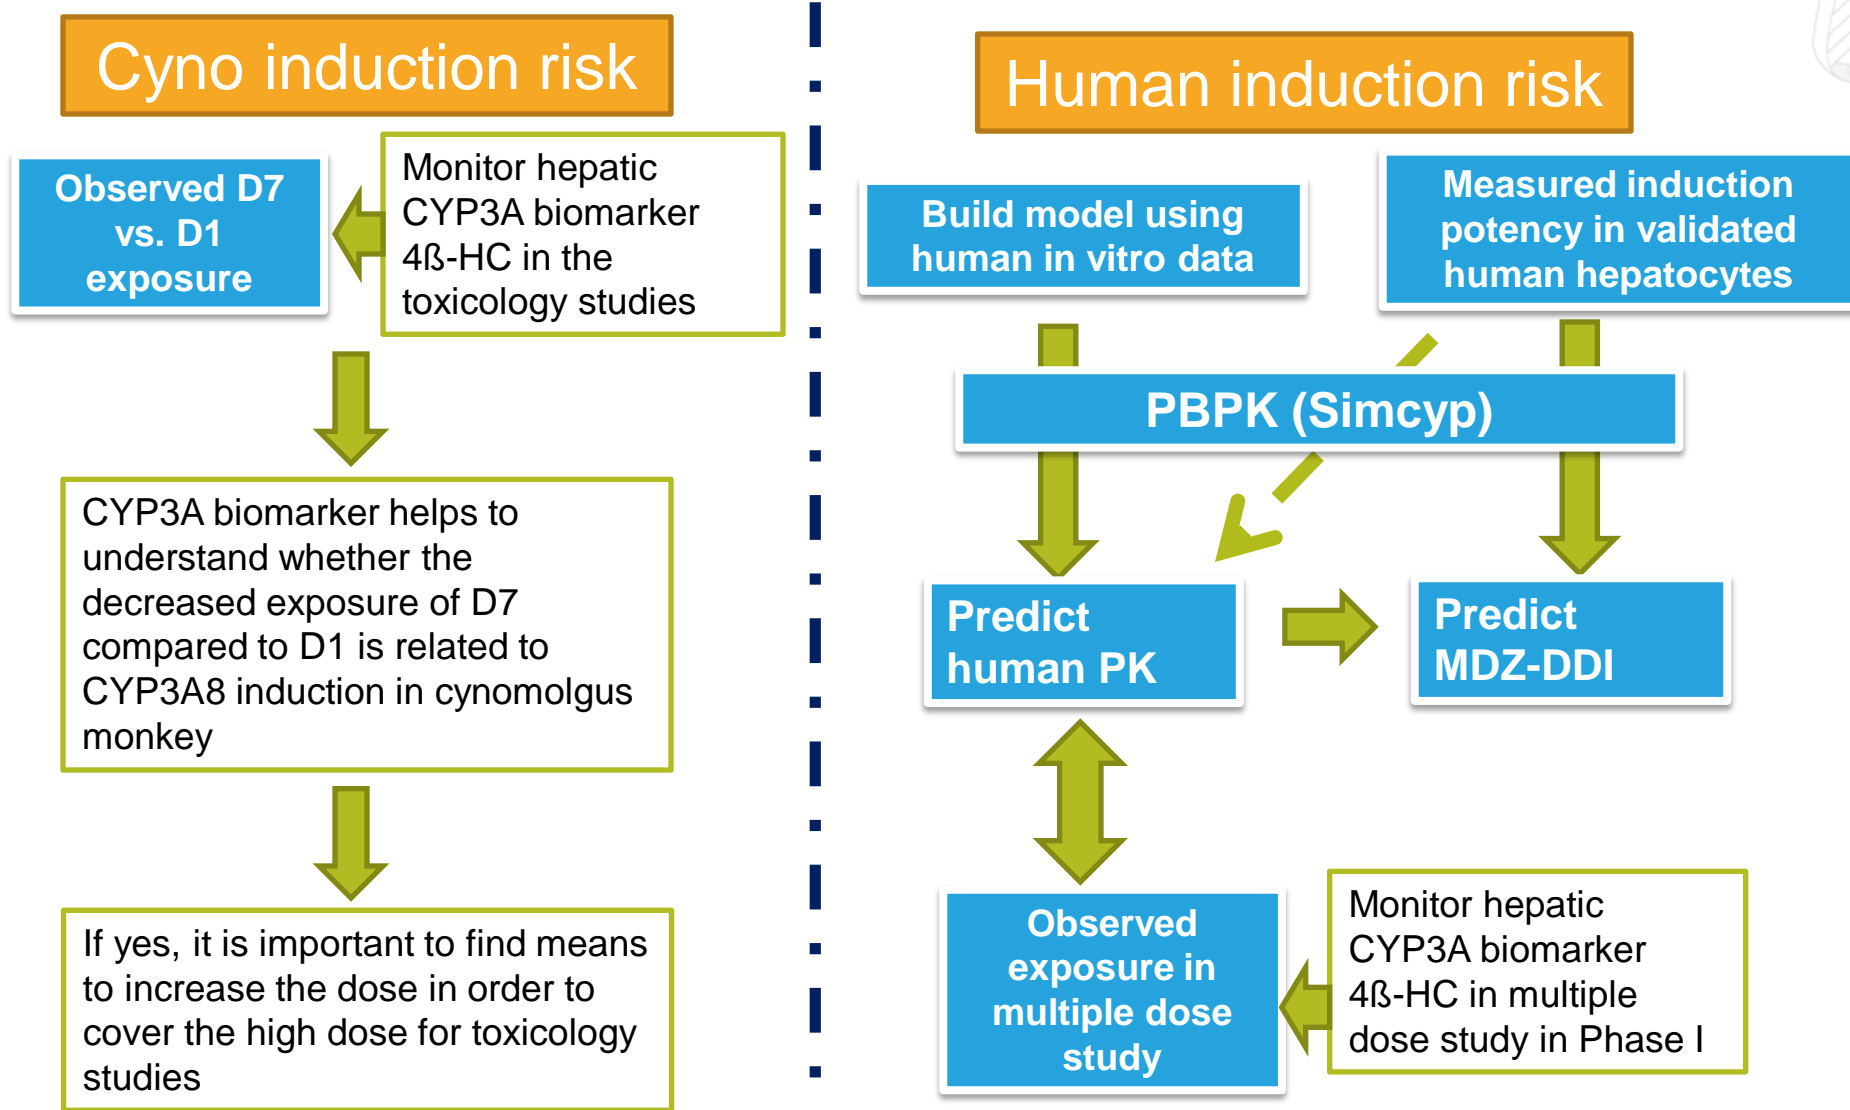 Cyno induction risk
Observed D7
vs. D1
exposure
Monitor hepatic
CYP3A biomarker
4ß-HC in the
toxicology studies
CYP3A biomarker helps to
understand whether the
decreased exposure of D7
compared to D1 is related to
CYP3A8 induction in cynomolgus
monkey
If yes, it is important to find means
to increase the dose in order to
cover the high dose for toxicology
studies
Human induction risk
Build model using
human in vitro data
Measured induction
potency in validated
human hepatocytes
PBPK (Simcyp)
Predict
human PK
Predict
MDZ-DDI
Observed
exposure in
multiple dose
study
Monitor hepatic
CYP3A biomarker
4ß-HC in multiple
dose study in Phase I